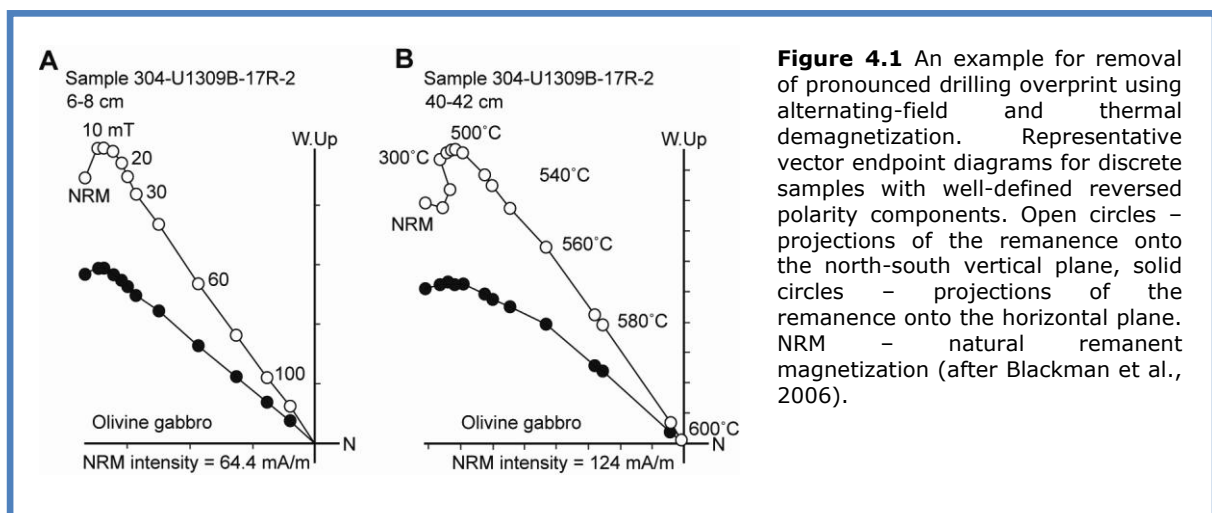 A
Sample 304-U1309B-17R-2
6-8 cm
10 mT
W.Up
20
30
NRM
60
100
Olivine gabbro
N
NRM intensity = 64.4 mA/m
B
Sample 304-U1309B-17R-2
40-42 cm
500˚C
W.Up
300˚C
540˚C
NRM
560˚C
580˚C
600˚C
Olivine gabbro
N
NRM intensity = 124 mA/m
Figure 4.1 An example for removal
of pronounced drilling overprint using
alternating-field and thermal
demagnetization. Representative
vector endpoint diagrams for discrete
samples with well-defined reversed
polarity components. Open circles –
projections of the remanence onto
the north-south vertical plane, solid
circles – projections of the
remanence onto the horizontal plane.
NRM – natural remanent
magnetization (after Blackman et al.,
2006).